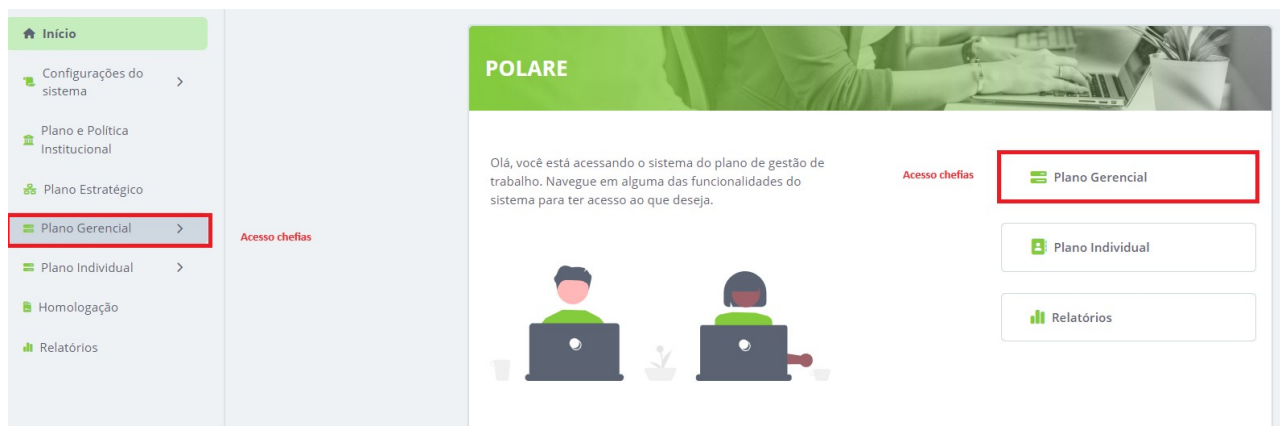 Início
Configurações do
sistema
Plano e Política
Institucional
Plano Estratégico
Plano Gerencial
Acesso chefias
Plano Individual
Homologação
Relatórios
POLARE
Olá, você está acessando o sistema do plano de gestão de
trabalho. Navegue em alguma das funcionalidades do
sistema para ter acesso ao que deseja.
Acesso chefias
Plano Gerencial
Plano Individual
Relatórios